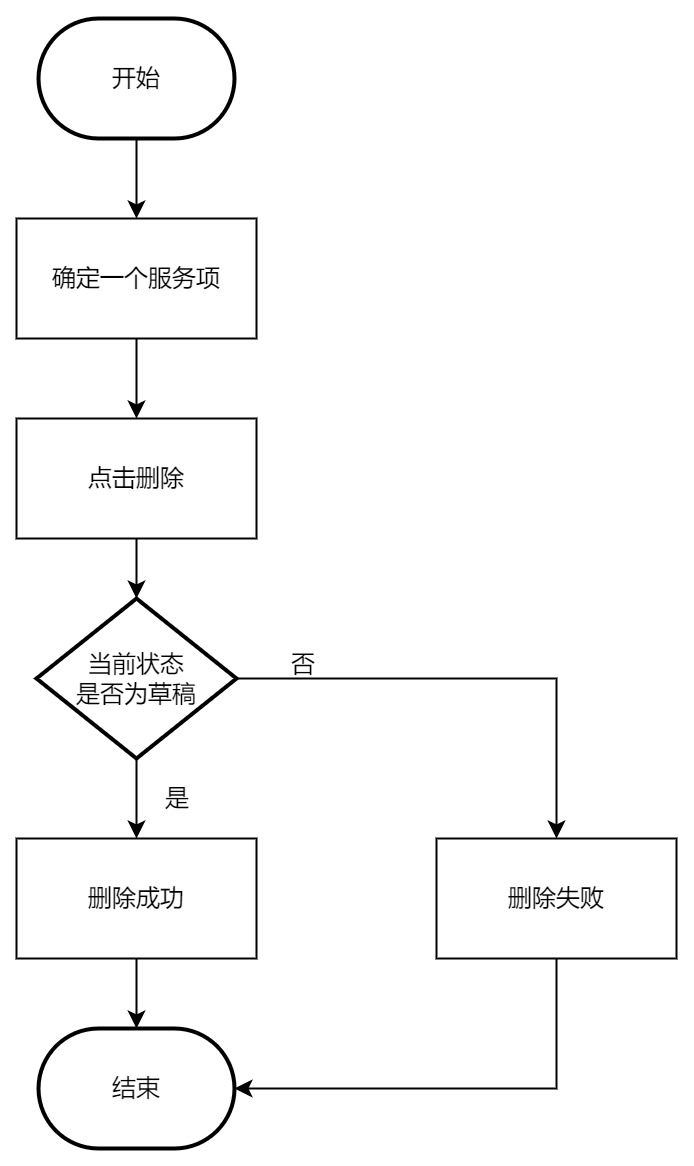 开始
确定一个服务项
点击删除
当前状态
是否为草稿
否
是
删除成功
删除失败
结束